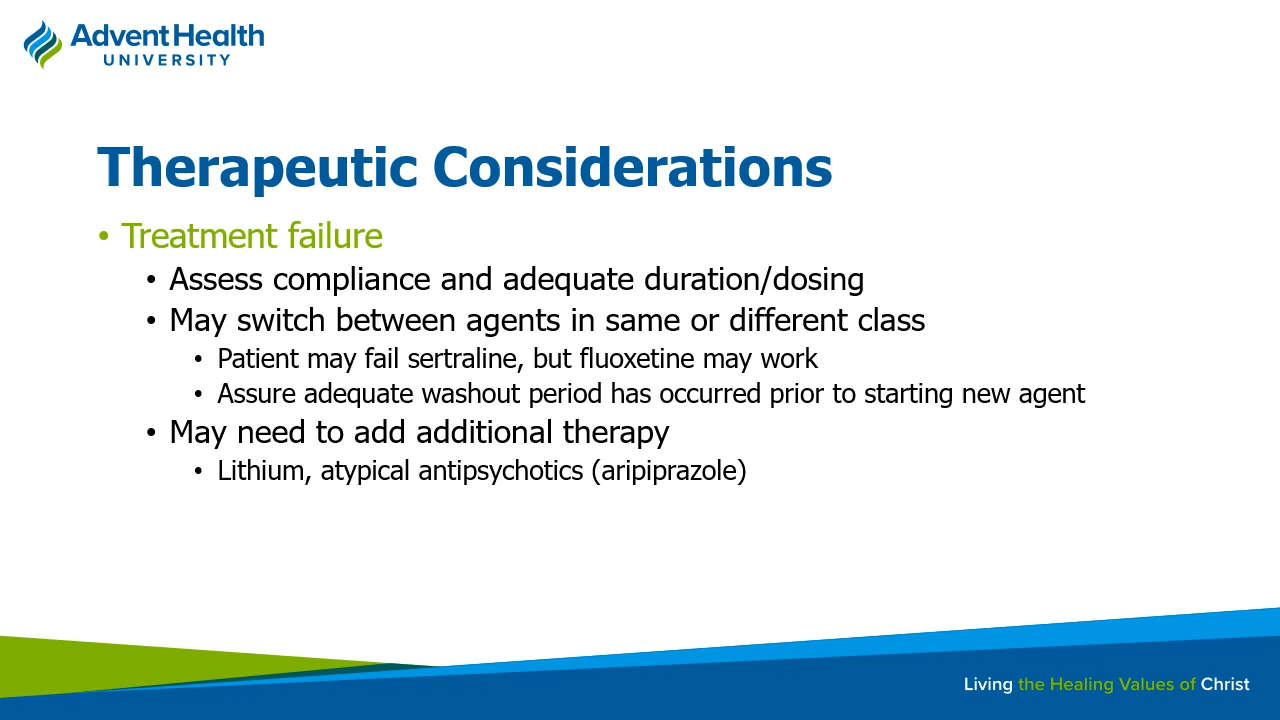 AdventHealth
UNIVERSITY
Therapeutic Considerations
• Treatment failure
• Assess compliance and adequate duration/dosing
• May switch between agents in same or different class
• Patient may fail sertraline, but fluoxetine may work
• Assure adequate washout period has occurred prior to starting new agent
• May need to add additional therapy
• Lithium, atypical antipsychotics (aripiprazole)
Living the Healing Values of Christ